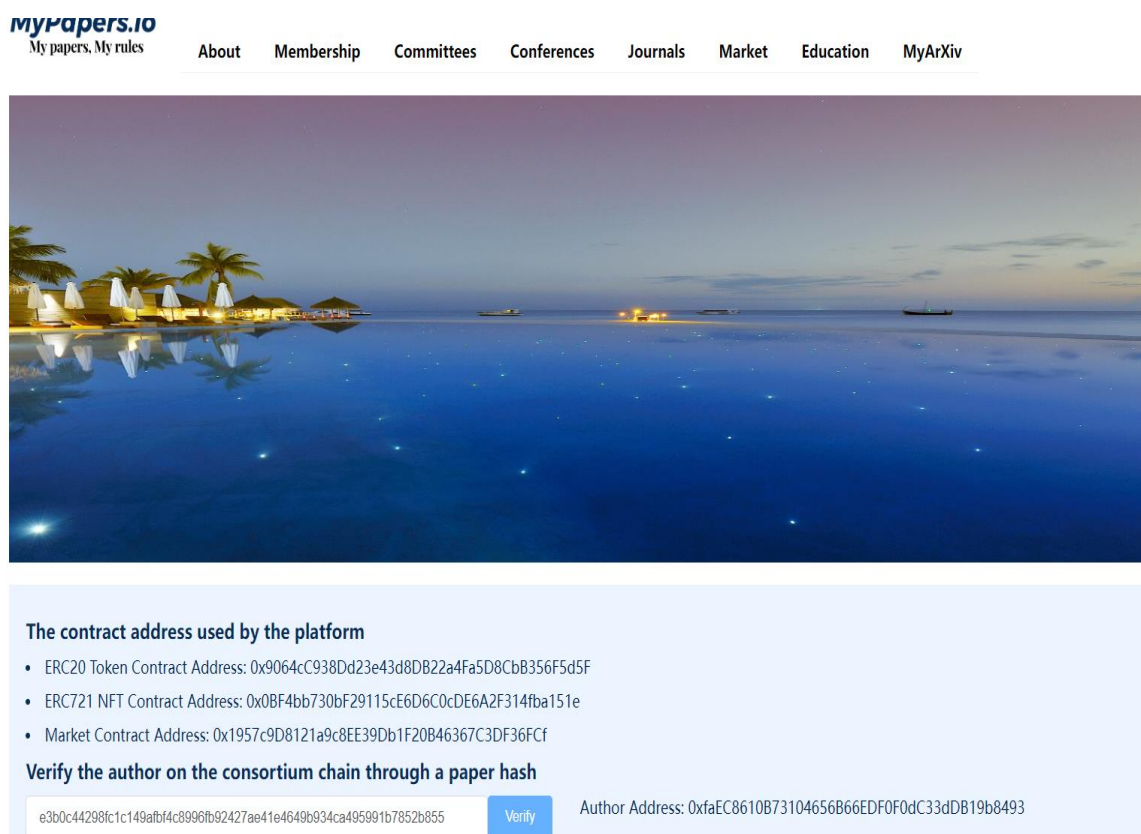 MyPapers.io
My papers, My rules
About Membership Committees Conferences Journals Market Education MyArXiv
The contract address used by the platform
• ERC20 Token Contract Address: 0x9064cC938Dd23e43d8DB22a4Fa5D8CbB356F5d5F
• ERC721 NFT Contract Address: 0x0BF4bb730bF29115cE6D6C0cDE6A2F314fba151e
• Market Contract Address: 0x1957c9D8121a9c8EE39Db1F20B46367C3DF36FCf
Verify the author on the consortium chain through a paper hash
e3b0c44298fc1c149afbf4c8996fb92427ae41e4649b934ca495991b7852b855 Verify Author Address: 0xfaEC8610B73104656B66EDF0F0dC33dDB19b8493